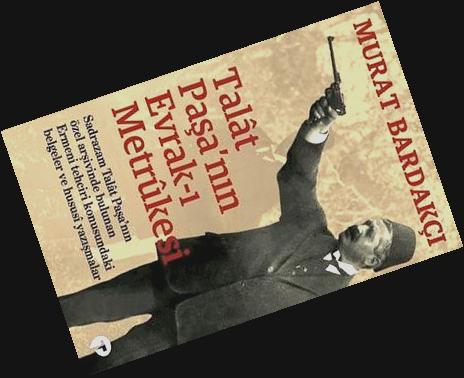 MURAT BARDAKÇI
Talât
Paşa'nın
Evrak-ı
Metrûkesi
Sadrazam Talât Paşa'nın
özel arşivinde bulunan
Ermeni tehciri konusundaki
belgeler ve hususî yazışmalar